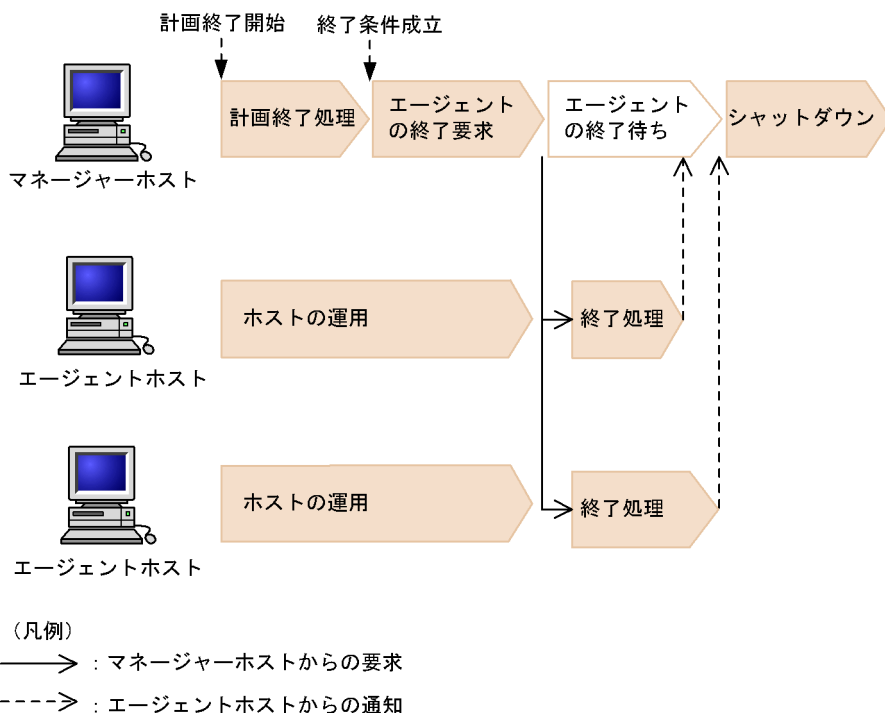 計画終了開始
終了条件成立
計画終了処理
エージェント
の終了要求
エージェント
の終了待ち
シャットダウン
マネージャーホスト
ホストの運用
終了処理
エージェントホスト
ホストの運用
終了処理
エージェントホスト
（凡例）
：マネージャーホストからの要求
：エージェントホストからの通知